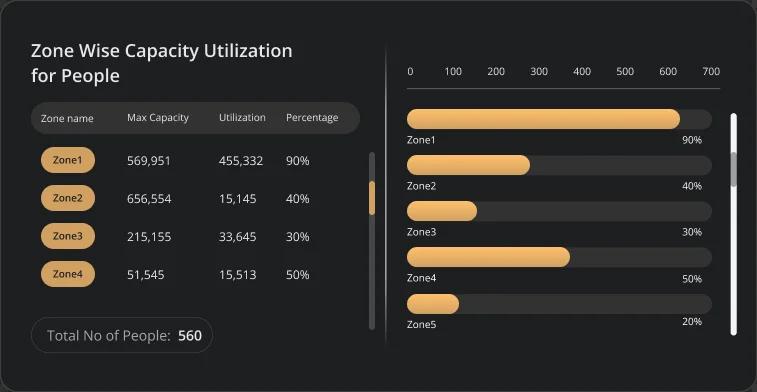 Zone Wise Capacity Utilization
for People
Zone name Max Capacity Utilization Percentage
Zone1 569,951 455,332 90%
Zone2 656,554 15,145 40%
Zone3 215,155 33,645 30%
Zone4 51,545 15,513 50%
Total No of People: 560
0 100 200 300 400 500 600 700
Zone1 90%
Zone2 40%
Zone3 30%
Zone4 50%
Zone5 20%